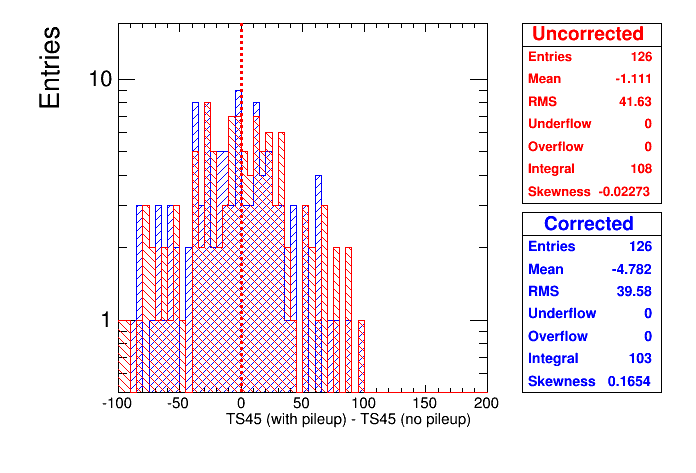 Entries
10
1
-100 -50 0 50 100 150 200
TS45 (with pileup) - TS45 (no pileup)
Uncorrected
Entries 126
Mean -1.111
RMS 41.63
Underflow 0
Overflow 0
Integral 108
Skewness -0.02273
Corrected
Entries 126
Mean -4.782
RMS 39.58
Underflow 0
Overflow 0
Integral 103
Skewness 0.1654